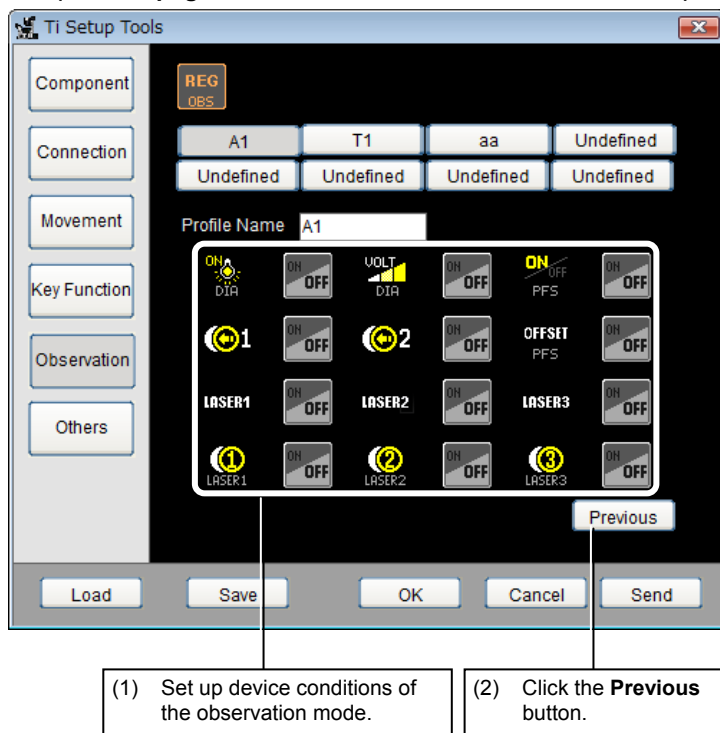 Ti Setup Tools
Component
Connection
Movement
Key Function
Observation
Others
REG
OBS
A1 T1 aa Undefined
Undefined Undefined Undefined Undefined
Profile Name A1
ON DIA ON OFF VOLT DIA ON OFF ON OFF PFS ON OFF
1 ON OFF 2 ON OFF OFFSET PFS ON OFF
LASER1 ON OFF LASER2 ON OFF LASER3 ON OFF
1 LASER1 ON OFF 2 LASER2 ON OFF 3 LASER3 ON OFF
Previous
Load Save OK Cancel Send
(1) Set up device conditions of
the observation mode.
(2) Click the Previous
button.